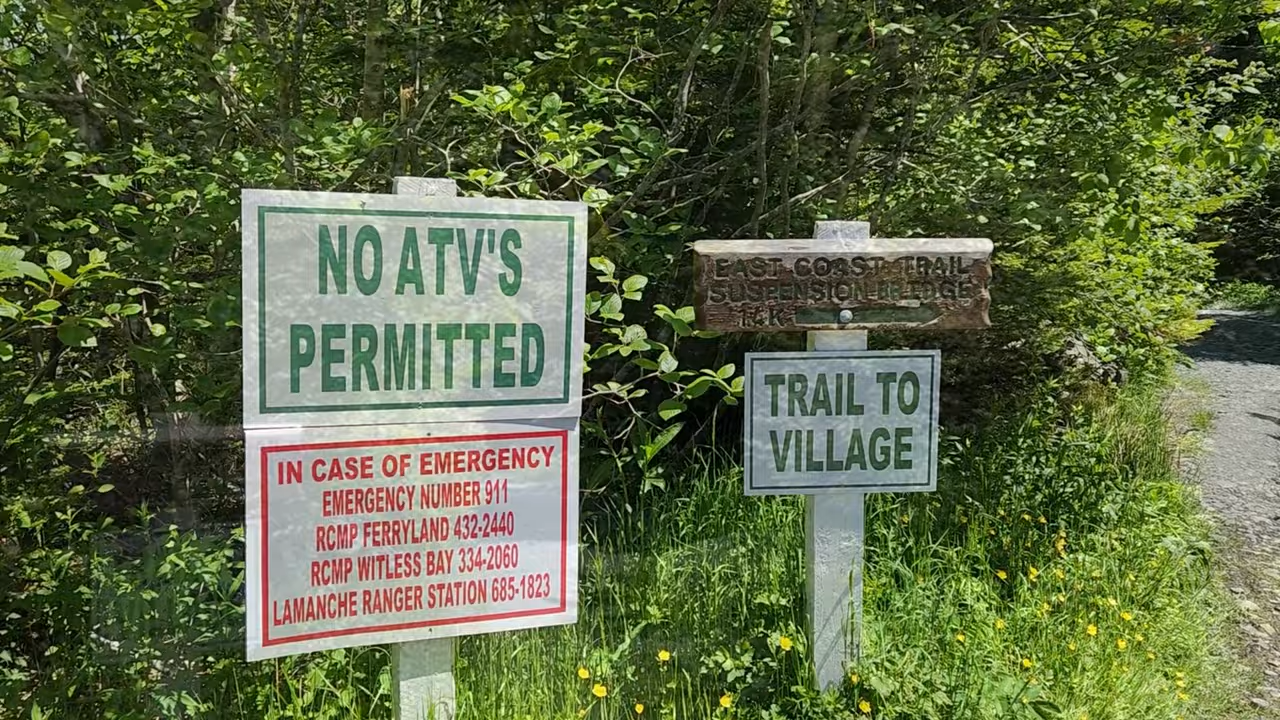 NO ATV'S
PERMITTED
IN CASE OF EMERGENCY
EMERGENCY NUMBER 911
RCMP FERRYLAND 432-2440
RCMP WITLESS BAY 334-2060
LAMANCHE RANGER STATION 685-1823
EAST COAST TRAIL
SUSPENSION BRIDGE
TRAIL TO
VILLAGE